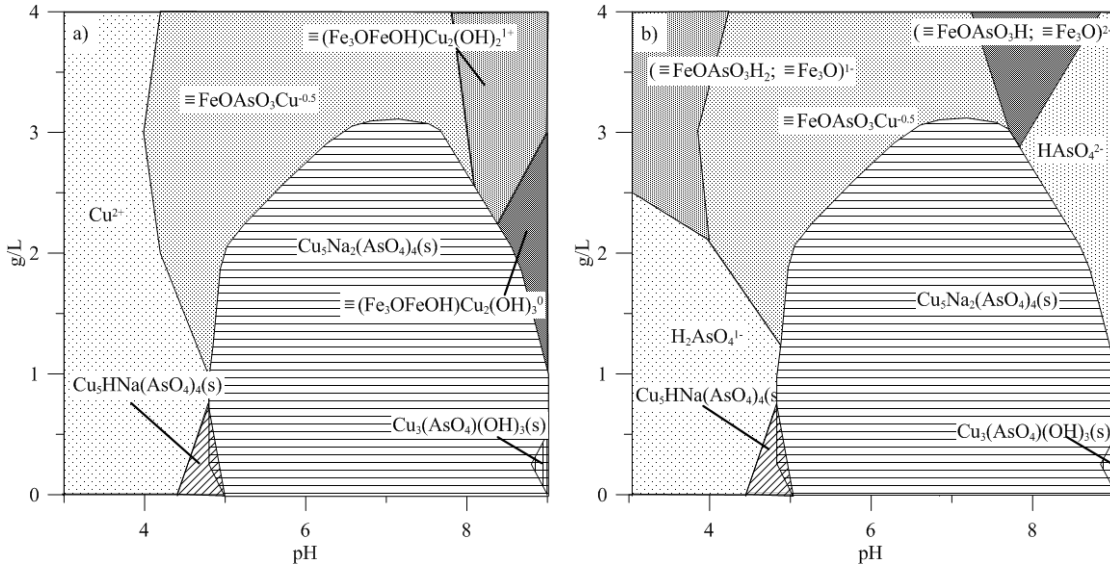 a)
≡(Fe₃OFeOH)Cu₂(OH)₂¹⁺
≡FeOAsO₃Cu⁻⁰·⁵
Cu²⁺
Cu₅Na₂(AsO₄)₄(s)
≡(Fe₃OFeOH)Cu₂(OH)₃⁰
Cu₅HNa(AsO₄)₄(s)
Cu₃(AsO₄)(OH)₃(s)
g/L
4
3
2
1
0
4
6
8
pH
b)
(≡FeOAsO₃H; ≡Fe₃O)²⁻
(≡FeOAsO₃H₂; ≡Fe₃O)¹⁻
≡FeOAsO₃Cu⁻⁰·⁵
HAsO₄²⁻
Cu₅Na₂(AsO₄)₄(s)
H₂AsO₄¹⁻
Cu₅HNa(AsO₄)₄(s
Cu₃(AsO₄)(OH)₃(s)
g/L
4
3
2
1
0
4
6
8
pH